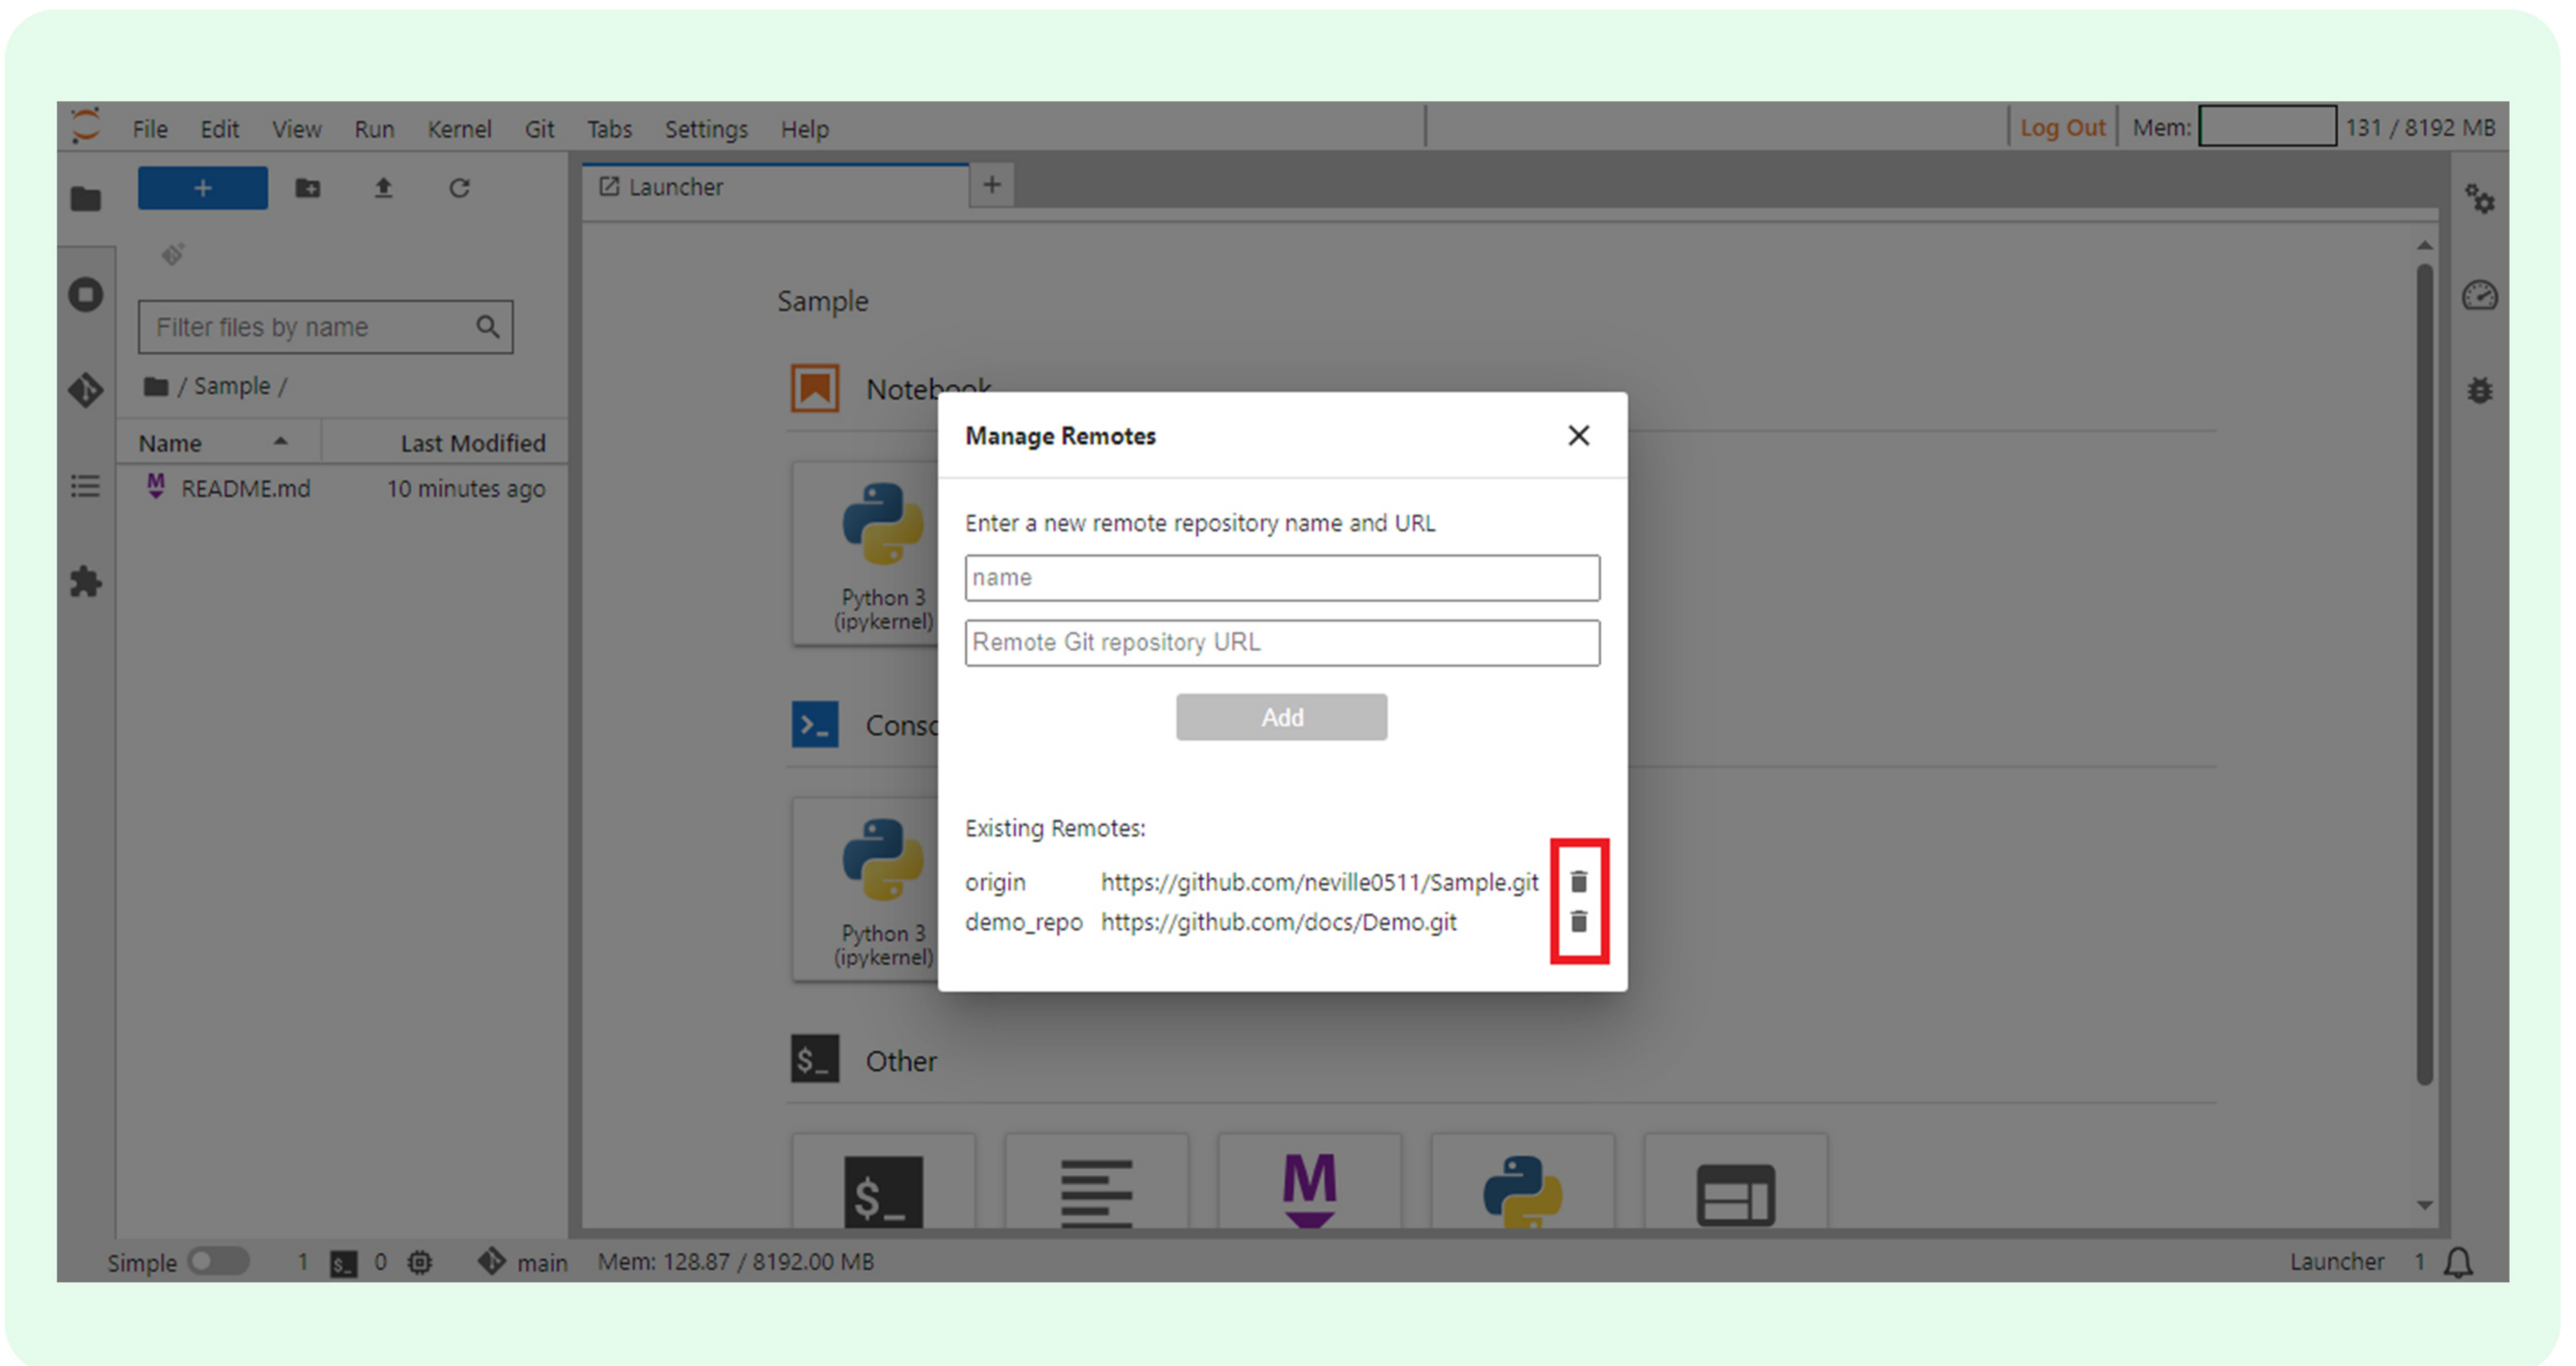 File Edit View Run Kernel Git Tabs Settings Help
Log Out Mem: 131 / 8192 MB
+
Launcher
+
Filter files by name
/ Sample /
Name Last Modified
M README.md 10 minutes ago
Sample
Notebook
Python 3
(ipykernel)
Conso
Python 3
(ipykernel)
Manage Remotes
Enter a new remote repository name and URL
name
Remote Git repository URL
Add
Existing Remotes:
origin https://github.com/neville0511/Sample.git
demo_repo https://github.com/docs/Demo.git
$_ Other
$_
M
Simple 1 $_ 0 main Mem: 128.87 / 8192.00 MB
Launcher 1